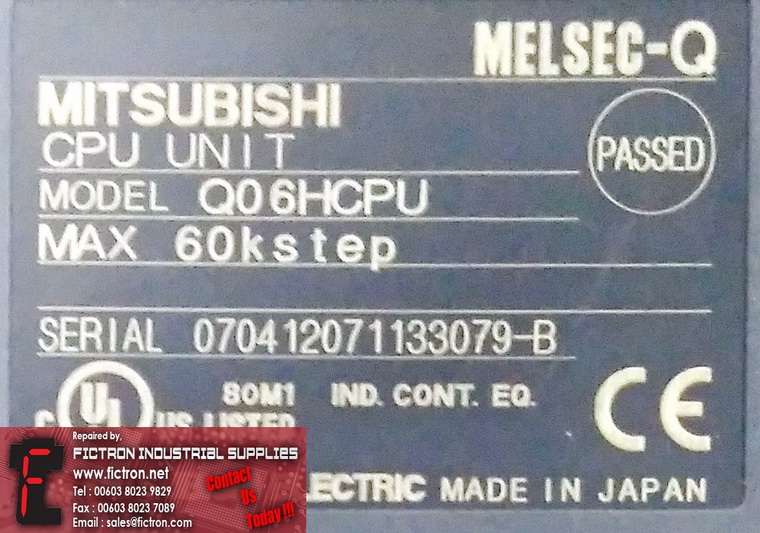 MELSEC-Q
MITSUBISHI
CPU UNIT
PASSED
MODEL Q06HCPU
MAX 60kstep
SERIAL 070412071133079-B
C UL US LISTED
80M1 IND. CONT. EQ.
CE
MADE IN JAPAN
Repaired by,
FICTRON INDUSTRIAL SUPPLIES
www.fictron.net
Tel : 00603 8023 9829
Fax : 00603 8023 7089
Email : sales@fictron.com
Contact
Us
Today !!!